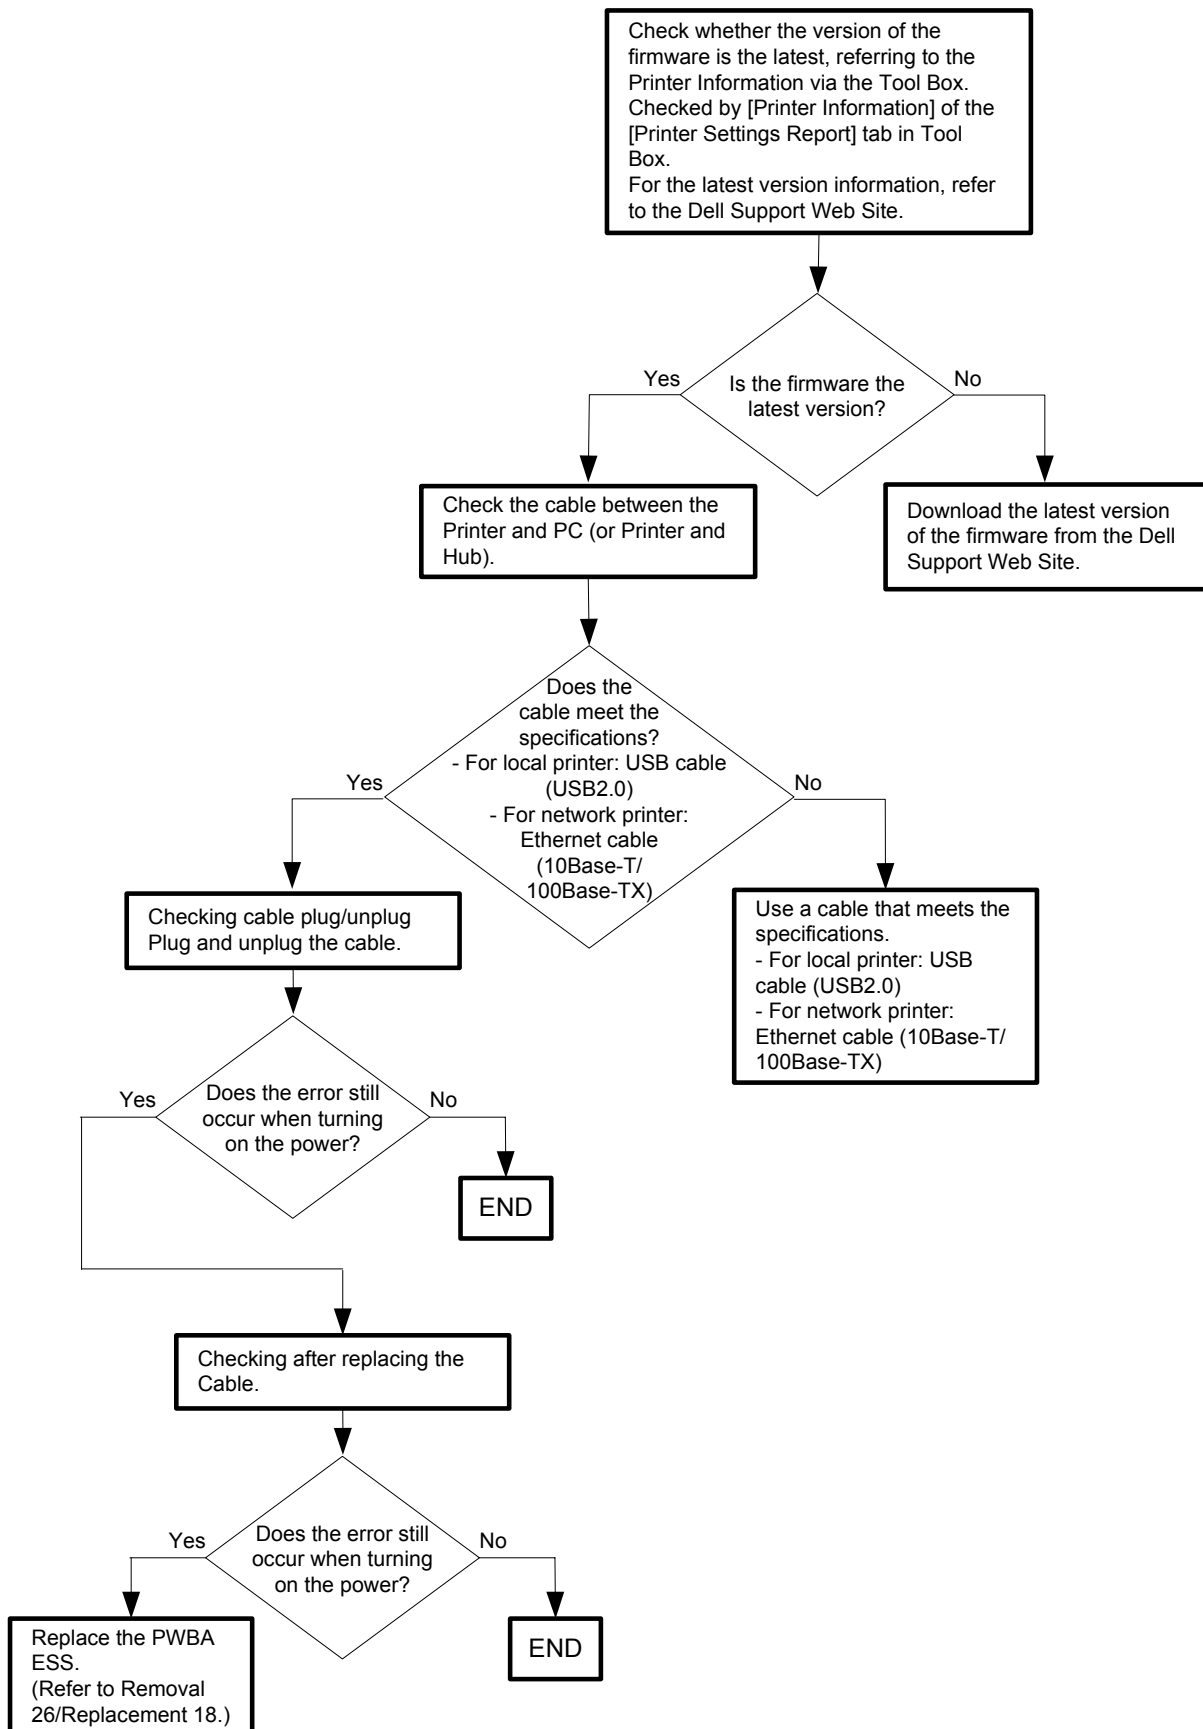 Check whether the version of the
firmware is the latest, referring to the
Printer Information via the Tool Box.
Checked by [Printer Information] of the
[Printer Settings Report] tab in Tool
Box.
For the latest version information, refer
to the Dell Support Web Site.
Yes
Is the firmware the
latest version?
No
Check the cable between the
Printer and PC (or Printer and
Hub).
Download the latest version
of the firmware from the Dell
Support Web Site.
Does the
cable meet the
specifications?
- For local printer: USB cable
(USB2.0)
- For network printer:
Ethernet cable
(10Base-T/
100Base-TX)
Yes
No
Checking cable plug/unplug
Plug and unplug the cable.
Use a cable that meets the
specifications.
- For local printer: USB
cable (USB2.0)
- For network printer:
Ethernet cable (10Base-T/
100Base-TX)
Yes
Does the error still
occur when turning
on the power?
No
END
Checking after replacing the
Cable.
Yes
Does the error still
occur when turning
on the power?
No
END
Replace the PWBA
ESS.
(Refer to Removal
26/Replacement 18.)